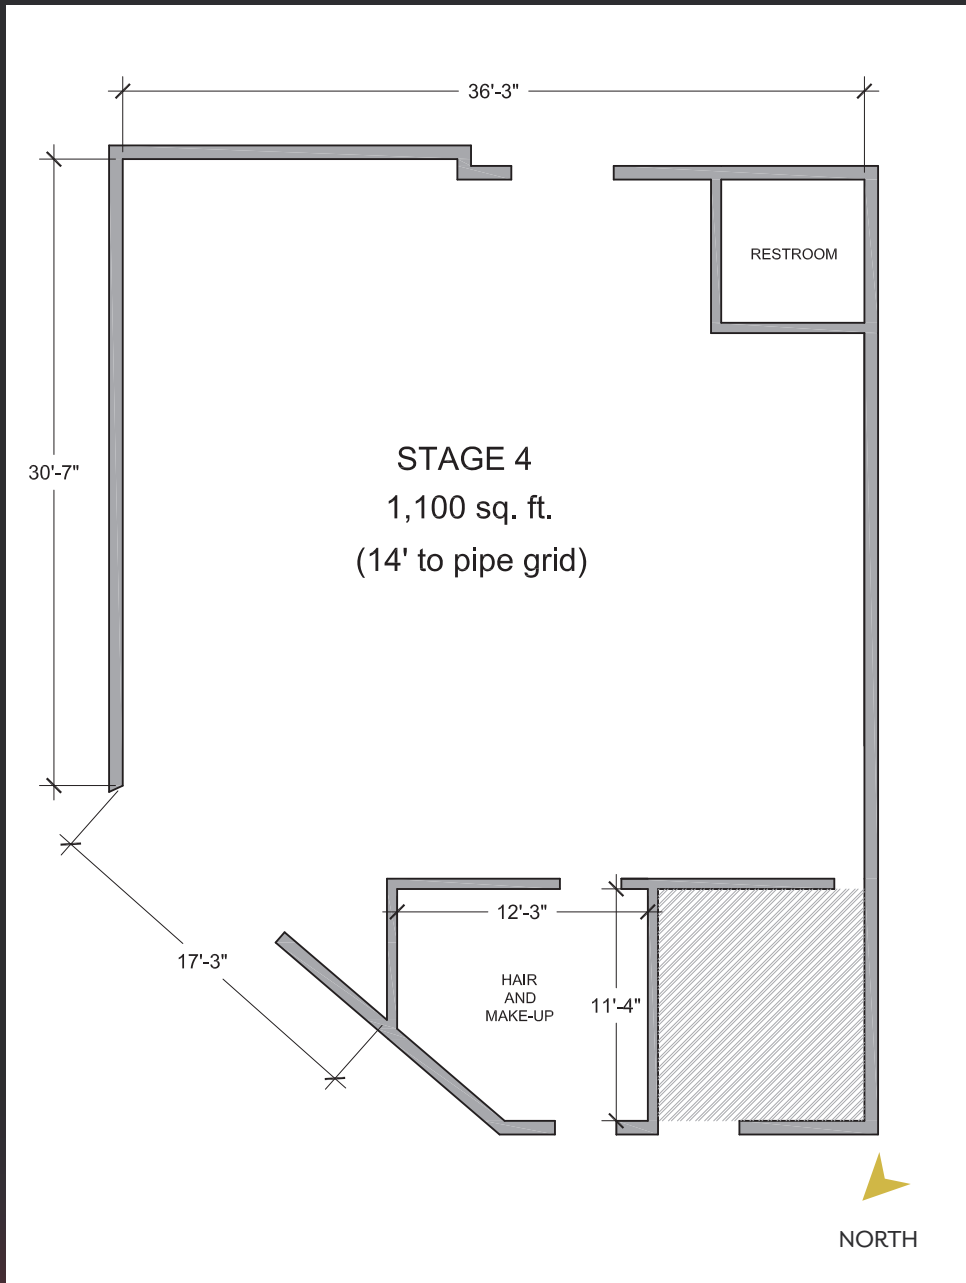 36'-3"
RESTROOM
STAGE 4
1,100 sq. ft.
(14' to pipe grid)
30'-7"
12'-3"
17'-3"
HAIR
AND
MAKE-UP
11'-4"
NORTH